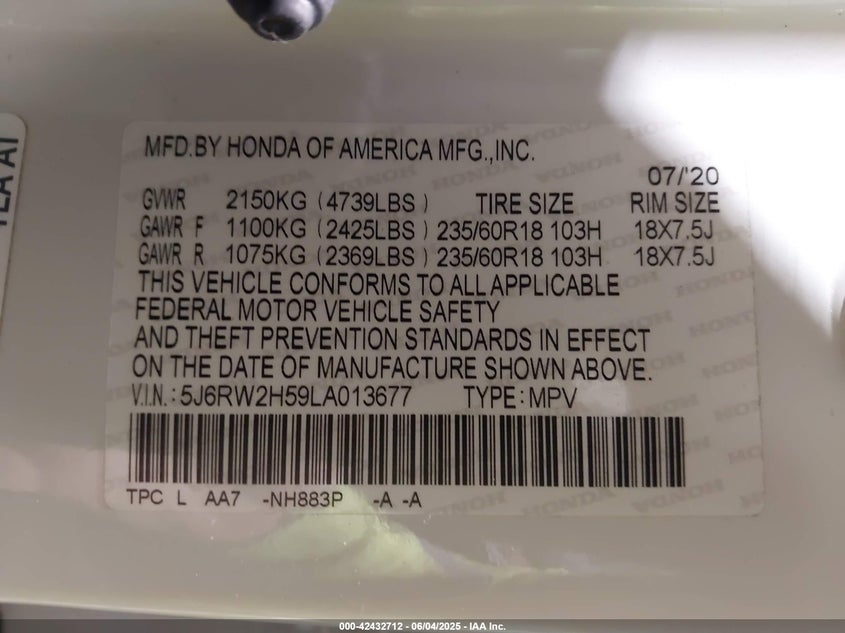 MFD.BY HONDA OF AMERICA MFG.,INC.
07/'20
GVWR 2150KG (4739LBS) TIRE SIZE RIM SIZE
GAWR F 1100KG (2425LBS) 235/60R18 103H 18X7.5J
GAWR R 1075KG (2369LBS) 235/60R18 103H 18X7.5J
THIS VEHICLE CONFORMS TO ALL APPLICABLE
FEDERAL MOTOR VEHICLE SAFETY
AND THEFT PREVENTION STANDARDS IN EFFECT
ON THE DATE OF MANUFACTURE SHOWN ABOVE.
V.I.N.: 5J6RW2H59LA013677 TYPE: MPV
TPC L AA7 -NH883P -A -A
000-42432712 - 06/04/2025 - IAA Inc.